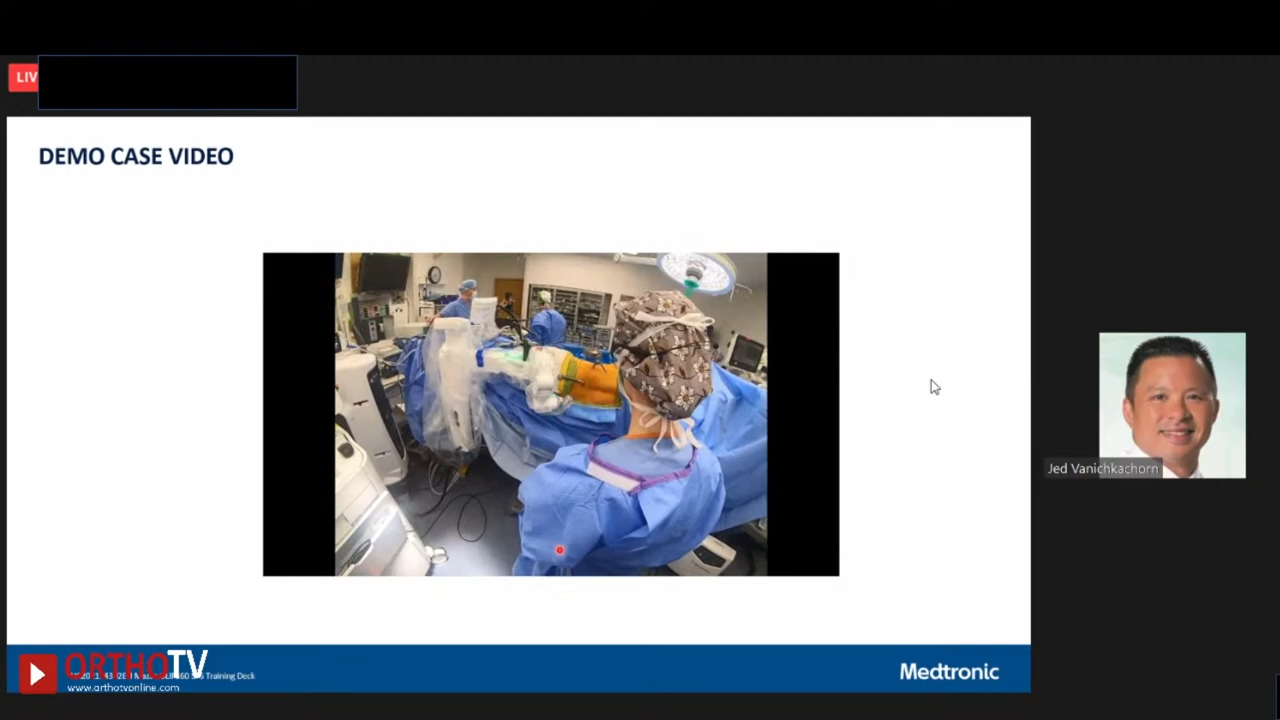 LIV
DEMO CASE VIDEO
Jed Vanichkachorn
ORTHOTV
Training Deck
www.orthotvonline.com
Medtronic